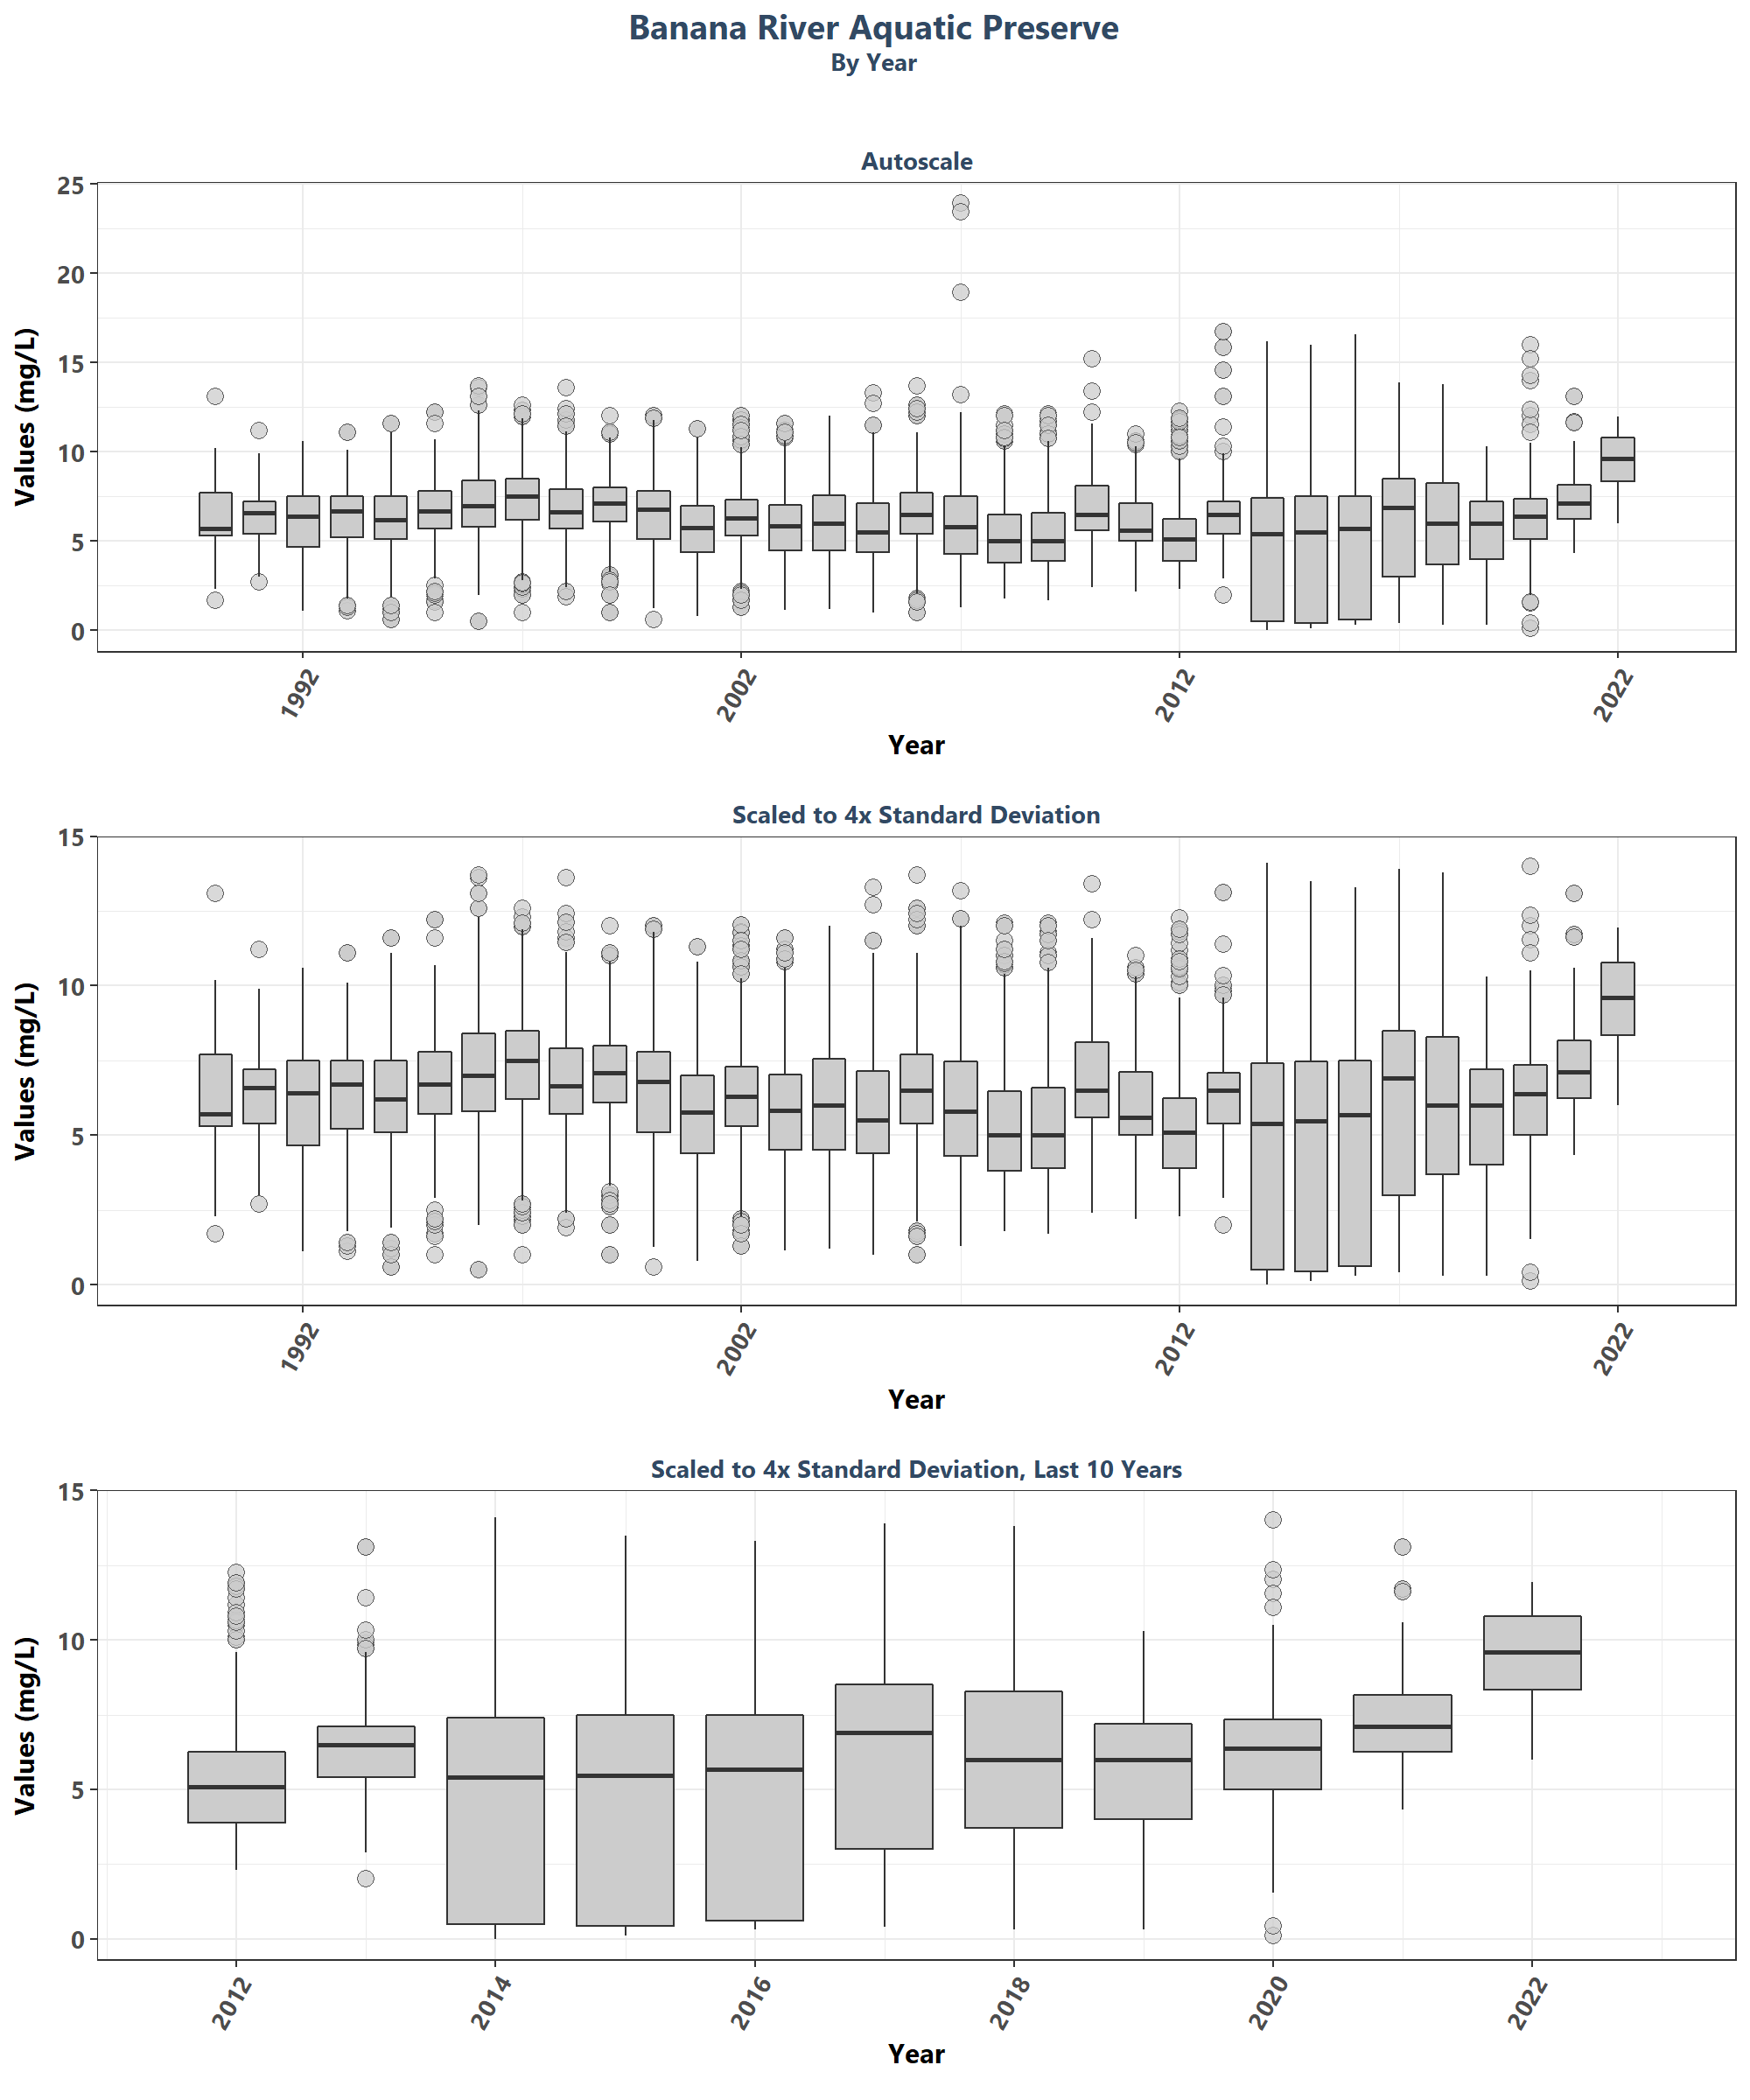 Banana River Aquatic Preserve
By Year
Autoscale
Values (mg/L)
25
20
15
10
5
0
1992
2002
2012
2022
Year
Scaled to 4x Standard Deviation
Values (mg/L)
15
10
5
0
1992
2002
2012
2022
Year
Scaled to 4x Standard Deviation, Last 10 Years
Values (mg/L)
15
10
5
0
2012
2014
2016
2018
2020
2022
Year